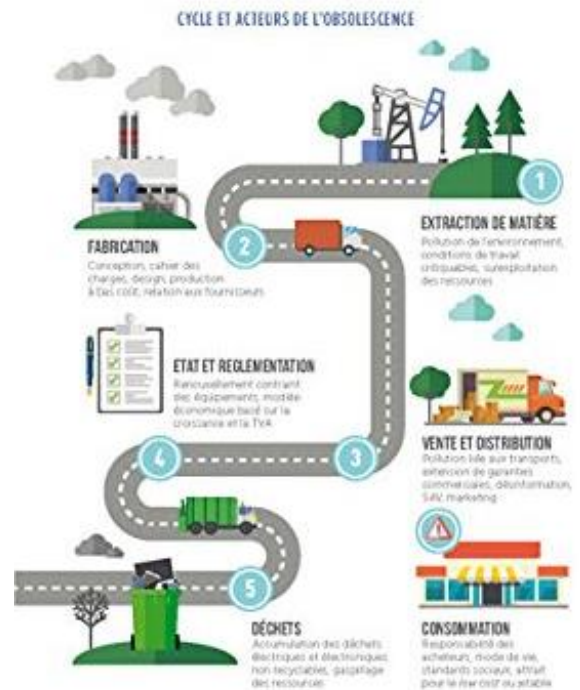 CYCLE ET ACTEURS DE L'OBSOLESCENCE
1
EXTRACTION DE MATIÈRE
Pollution de l'environnement,
conditions de travail
critiquables, surexploitation
des ressources
2
FABRICATION
Conception, cahier des
charges, design, production
à bas coût, relation aux fournisseurs
ETAT ET REGLEMENTATION
Renouvellement contraint
des équipements, modèle
économique basé sur la
croissance et la TVA
3
VENTE ET DISTRIBUTION
Pollution liée aux transports,
extension de garanties
commerciales, désinformation,
SAV, marketing
4
CONSOMMATION
Responsabilité des
acheteurs, mode de vie,
standards sociaux, attrait
pour le low cost ou jetable
5
DÉCHETS
Accumulation des déchets
électriques et électroniques
non recyclables, gaspillage
des ressources